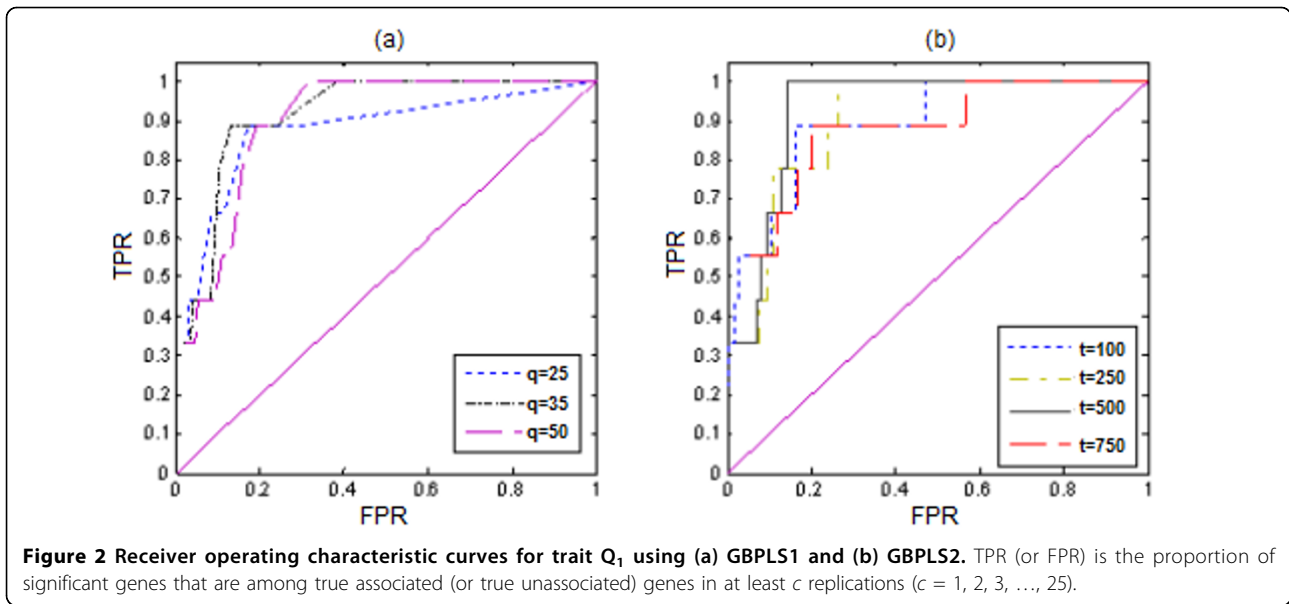 (a)
1
0.9
0.8
0.7
0.6
0.5
0.4
0.3
0.2
0.1
0
TPR
0
0.2
0.4
0.6
0.8
1
FPR
q=25
q=35
q=50
(b)
1
0.9
0.8
0.7
0.6
0.5
0.4
0.3
0.2
0.1
0
TPR
0
0.2
0.4
0.6
0.8
1
FPR
t=100
t=250
t=500
t=750
Figure 2 Receiver operating characteristic curves for trait Q₁ using (a) GBPLS1 and (b) GBPLS2. TPR (or FPR) is the proportion of
significant genes that are among true associated (or true unassociated) genes in at least c replications (c = 1, 2, 3, ..., 25).